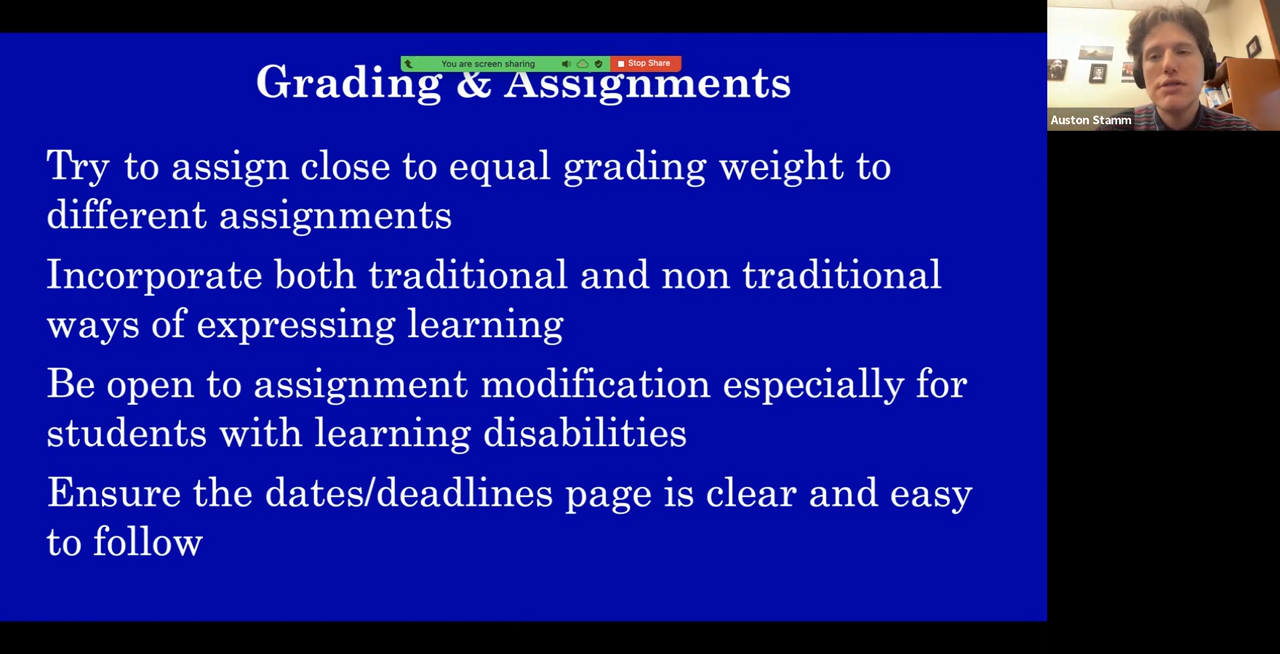 You are screen sharing
Stop Share
Grading & Assignments
Try to assign close to equal grading weight to
different assignments
Incorporate both traditional and non traditional
ways of expressing learning
Be open to assignment modification especially for
students with learning disabilities
Ensure the dates/deadlines page is clear and easy
to follow
Auston Stamm